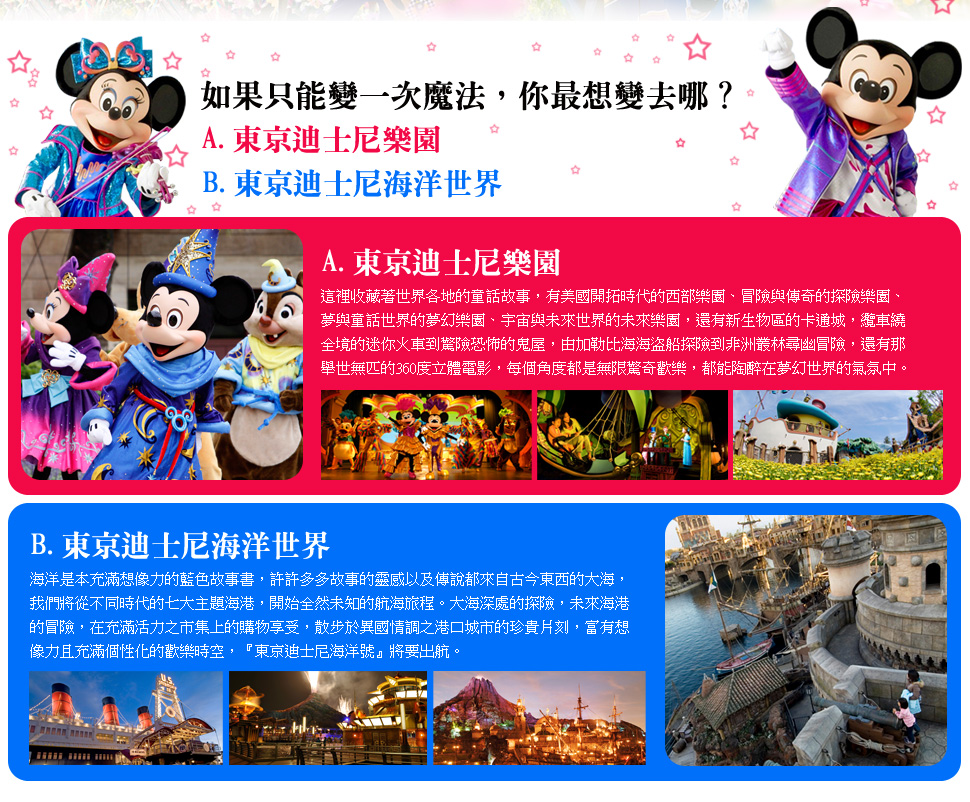 如果只能變一次魔法，你最想變去哪？
A. 東京迪士尼樂園
B. 東京迪士尼海洋世界
A. 東京迪士尼樂園
這裡收藏著世界各地的童話故事，有美國開拓時代的西部樂園、冒險與傳奇的探險樂園、
夢與童話世界的夢幻樂園、宇宙與未來世界的未來樂園，還有新生物區的卡通城，纜車繞
全境的迷你火車到驚險恐怖的鬼屋，由加勒比海海盜船探險到非洲叢林尋幽冒險，還有那
舉世無匹的360度立體電影，每個角度都是無限驚奇歡樂，都能陶醉在夢幻世界的氣氛中。
B. 東京迪士尼海洋世界
海洋是本充滿想像力的藍色故事書，許許多多故事的靈感以及傳說都來自古今東西的大海，
我們將從不同時代的七大主題海港，開始全然未知的航海旅程。大海深處的探險，未來海港
的冒險，在充滿活力之市集上的購物享受，散步於異國情調之港口城市的珍貴片刻，富有想
像力且充滿個性化的歡樂時空，『東京迪士尼海洋號』將要出航。